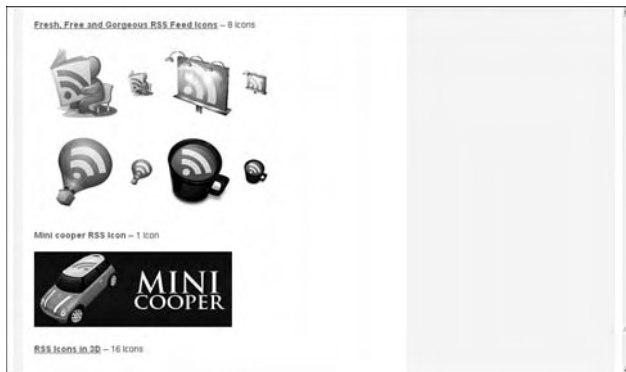 Fresh, Free and Gorgeous RSS Feed Icons – 8 Icons
Mini cooper RSS Icon – 1 Icon
MINI
COOPER
RSS Icons in 3D – 16 Icons